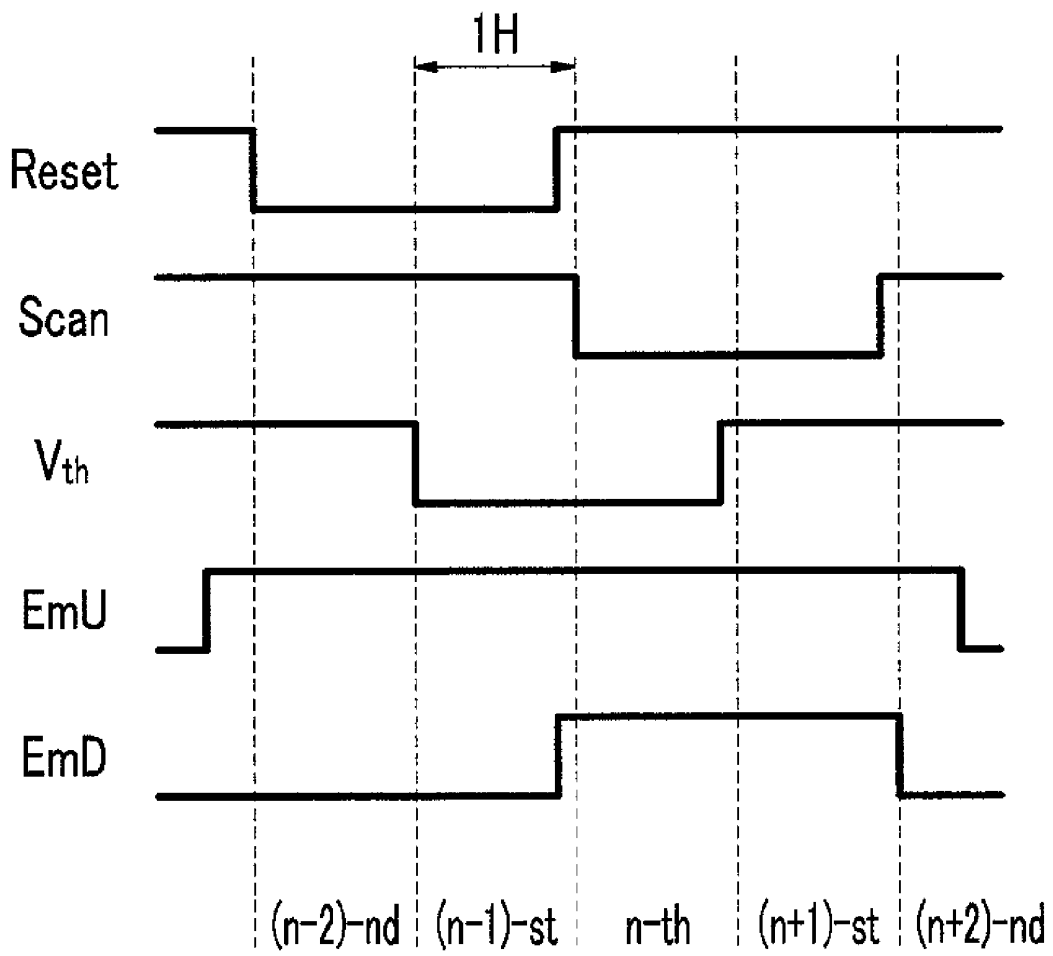 1H
Reset
Scan
Vth
EmU
EmD
(n-2)-nd (n-1)-st n-th (n+1)-st (n+2)-nd